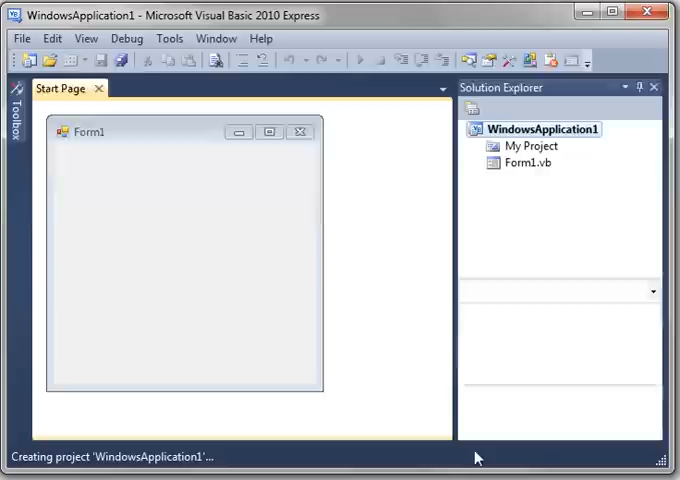 WindowsApplication1 - Microsoft Visual Basic 2010 Express
File Edit View Debug Tools Window Help
Start Page
Solution Explorer
Toolbox
Form1
WindowsApplication1
My Project
Form1.vb
Creating project 'WindowsApplication1'...